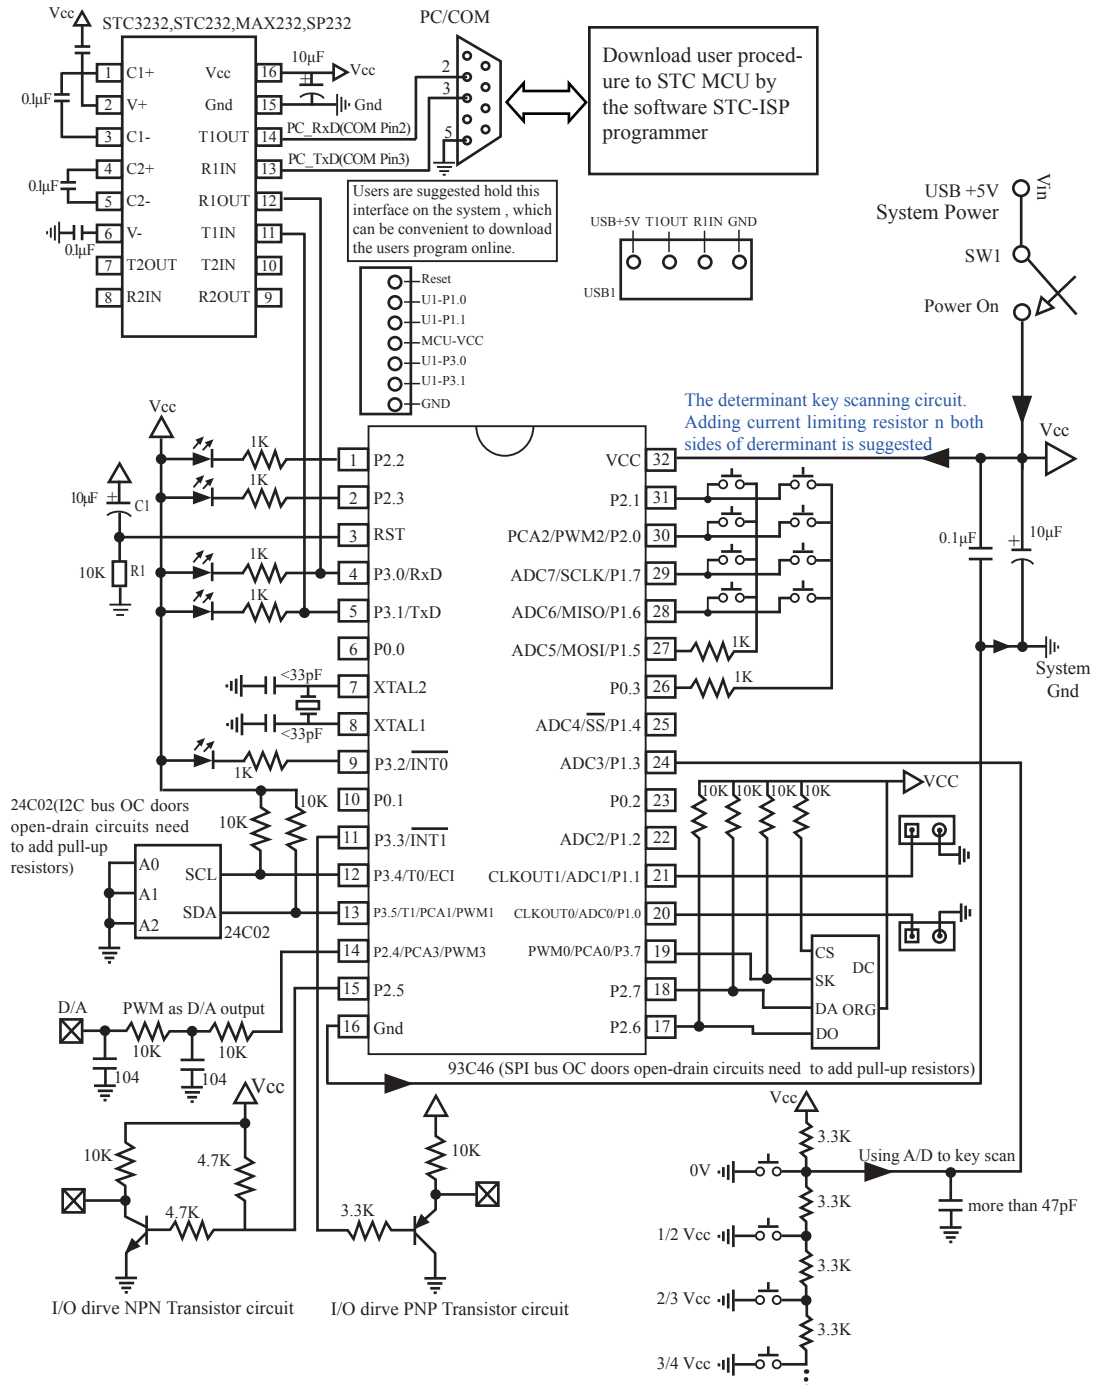 Vcc
STC3232,STC232,MAX232,SP232
1 C1+
2 V+
3 C1-
4 C2+
5 C2-
6 V-
7 T2OUT
8 R2IN
Vcc 16
Gnd 15
T1OUT 14
R1IN 13
R1OUT 12
T1IN 11
T2IN 10
R2OUT 9
0.1μF
0.1μF
0.1μF
10μF
+
Vcc
Gnd
PC_RxD(COM Pin2)
PC_TxD(COM Pin3)
PC/COM
2
3
5
Download user proced-
ure to STC MCU by
the software STC-ISP
programmer
Users are suggested hold this
interface on the system , which
can be convenient to download
the users program online.
Reset
U1-P1.0
U1-P1.1
MCU-VCC
U1-P3.0
U1-P3.1
GND
USB+5V T1OUT R1IN GND
USB1
Vin
USB +5V
System Power
SW1
Power On
The determinant key scanning circuit.
Adding current limiting resistor n both
sides of dererminant is suggested
Vcc
0.1μF
+ 10μF
System
Gnd
Vcc
10μF + C1
10K R1
1K
1K
1K
1K
<33pF
<33pF
1K
1 P2.2
2 P2.3
3 RST
4 P3.0/RxD
5 P3.1/TxD
6 P0.0
7 XTAL2
8 XTAL1
9 P3.2/INT0
10 P0.1
11 P3.3/INT1
12 P3.4/T0/ECI
13 P3.5/T1/PCA1/PWM1
14 P2.4/PCA3/PWM3
15 P2.5
16 Gnd
VCC 32
P2.1 31
PCA2/PWM2/P2.0 30
ADC7/SCLK/P1.7 29
ADC6/MISO/P1.6 28
ADC5/MOSI/P1.5 27
P0.3 26
ADC4/SS/P1.4 25
ADC3/P1.3 24
P0.2 23
ADC2/P1.2 22
CLKOUT1/ADC1/P1.1 21
CLKOUT0/ADC0/P1.0 20
PWM0/PCA0/P3.7 19
P2.7 18
P2.6 17
1K
1K
10K 10K 10K 10K
VCC
CS
SK
DA
DO
DC
ORG
24C02(I2C bus OC doors
open-drain circuits need
to add pull-up
resistors)
10K
10K
A0
A1
A2
SCL
SDA
24C02
D/A
PWM as D/A output
10K
10K
104
104
93C46 (SPI bus OC doors open-drain circuits need to add pull-up resistors)
Vcc
10K
4.7K
4.7K
I/O dirve NPN Transistor circuit
10K
3.3K
I/O dirve PNP Transistor circuit
Vcc
3.3K
0V
Using A/D to key scan
3.3K
more than 47pF
1/2 Vcc
3.3K
2/3 Vcc
3.3K
3/4 Vcc